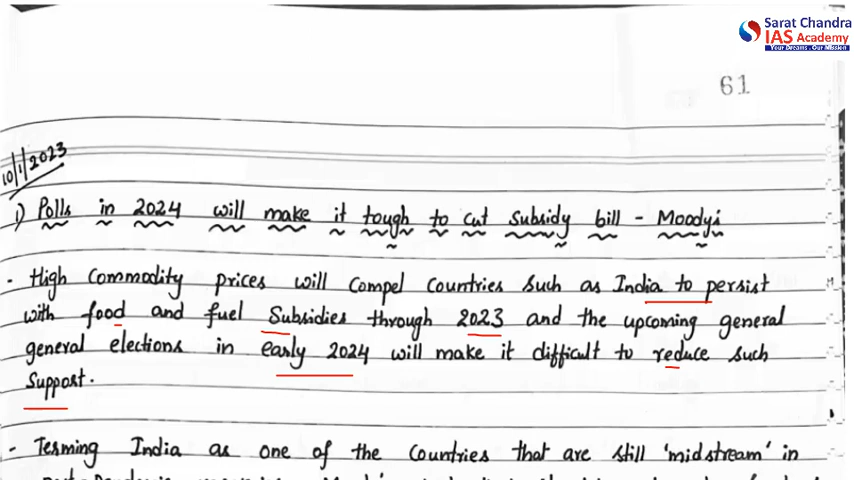 Sarat Chandra
IAS Academy
Your Dreams . Our Mission
61
10/1/2023
1) Polls in 2024 will make it tough to cut subsidy bill - Moodyi
- High Commodity prices will Compel Countries such as India to persist
with food and fuel Subsidies through 2023 and the upcoming general
general elections in early 2024 will make it difficult to reduce such
Support.
- Terming India as one of the Countries that are still 'midstream' in